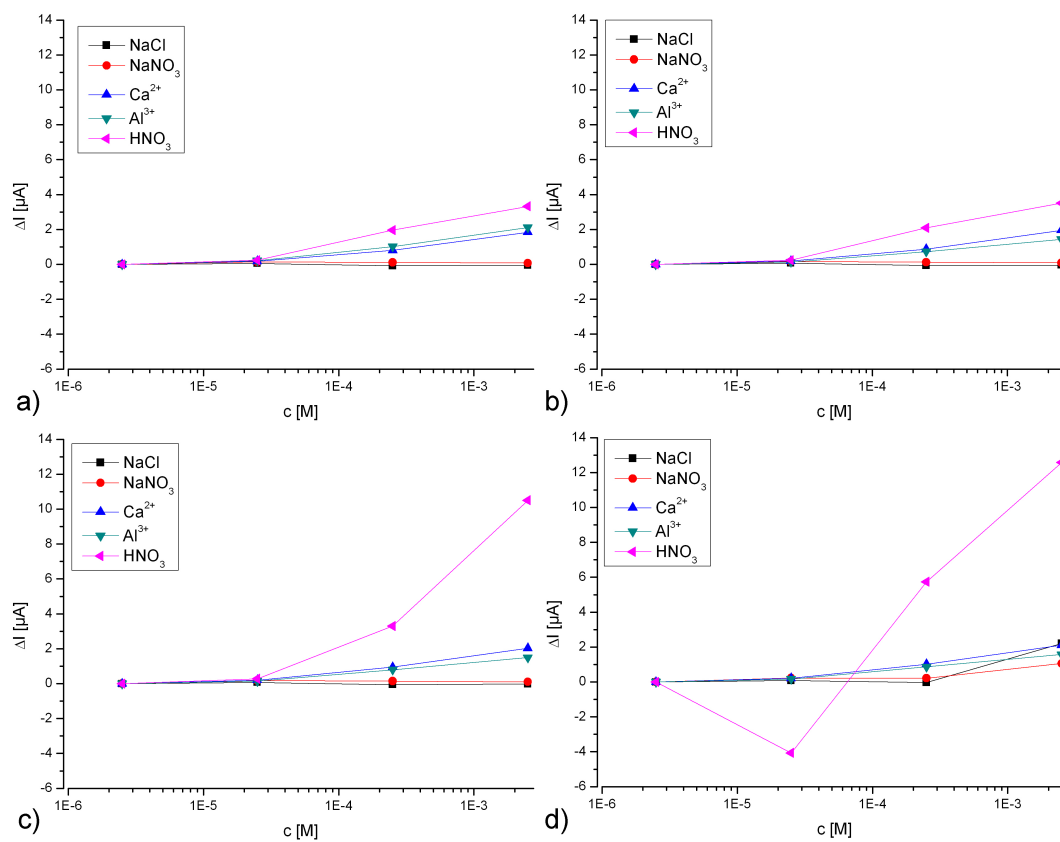 14
12
10
8
6
4
2
0
-2
-4
-6
ΔI [µA]
NaCl
NaNO₃
Ca²⁺
Al³⁺
HNO₃
1E-6
1E-5
1E-4
1E-3
c [M]
a)
14
12
10
8
6
4
2
0
-2
-4
-6
ΔI [µA]
NaCl
NaNO₃
Ca²⁺
Al³⁺
HNO₃
1E-6
1E-5
1E-4
1E-3
c [M]
b)
14
12
10
8
6
4
2
0
-2
-4
-6
ΔI [µA]
NaCl
NaNO₃
Ca²⁺
Al³⁺
HNO₃
1E-6
1E-5
1E-4
1E-3
c [M]
c)
14
12
10
8
6
4
2
0
-2
-4
-6
ΔI [µA]
NaCl
NaNO₃
Ca²⁺
Al³⁺
HNO₃
1E-6
1E-5
1E-4
1E-3
c [M]
d)